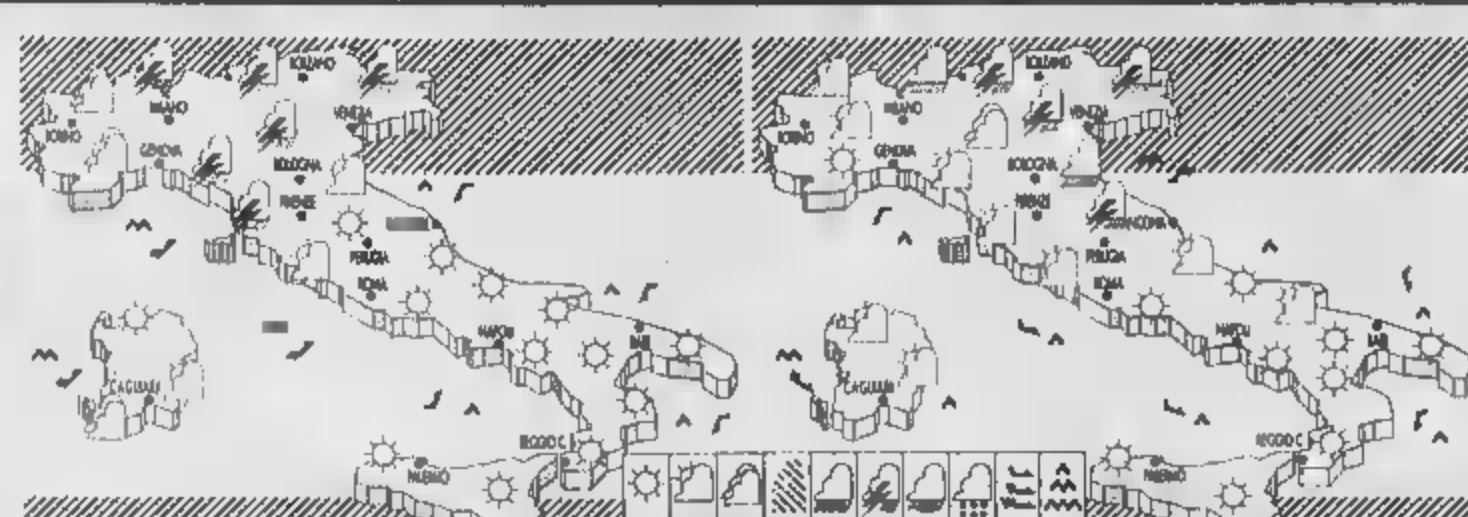 BOLZANO
MILANO
VENEZIA
TORINO
GENOVA
BOLOGNA
FIRENZE
PERUGIA
ROMA
NAPOLI
BARI
CAGLIARI
REGGIO C.
PALERMO
BOLZANO
MILANO
VENEZIA
TORINO
GENOVA
BOLOGNA
FIRENZE
ANCONA
PERUGIA
ROMA
NAPOLI
BARI
CAGLIARI
REGGIO C.
PALERMO